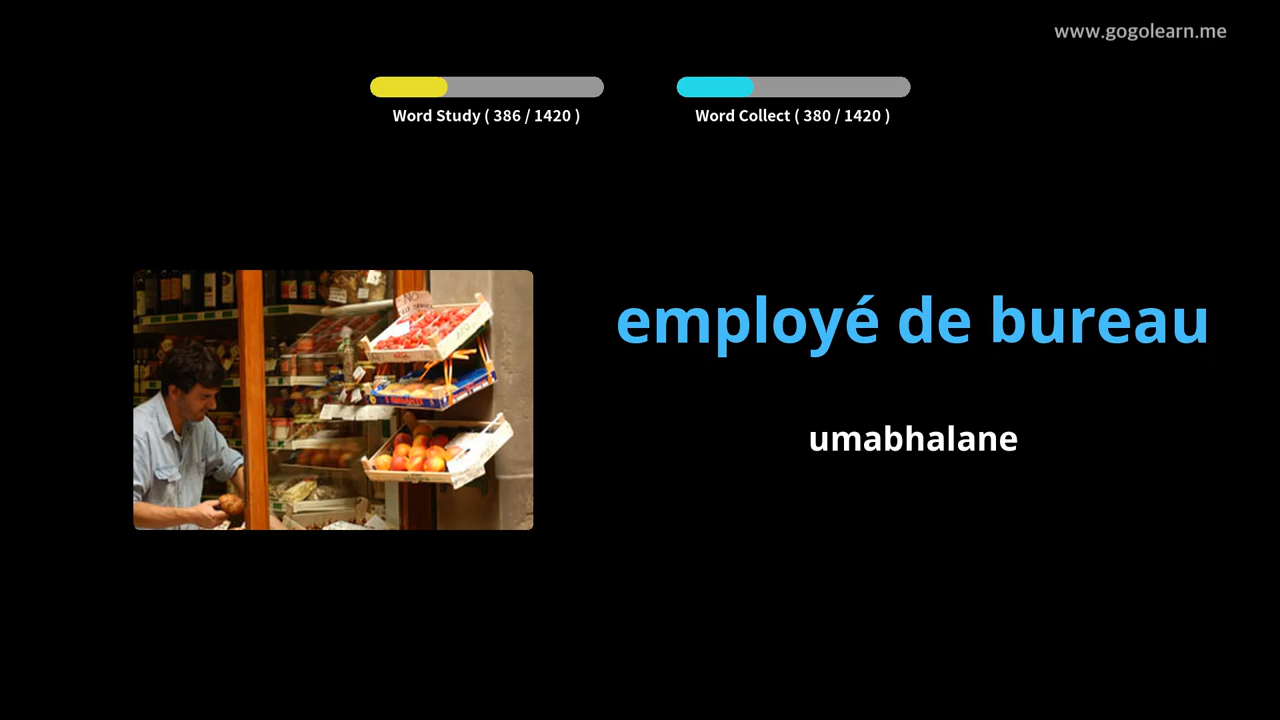 www.gogolearn.me
Word Study ( 386 / 1420 )
Word Collect ( 380 / 1420 )
employé de bureau
umabhalane